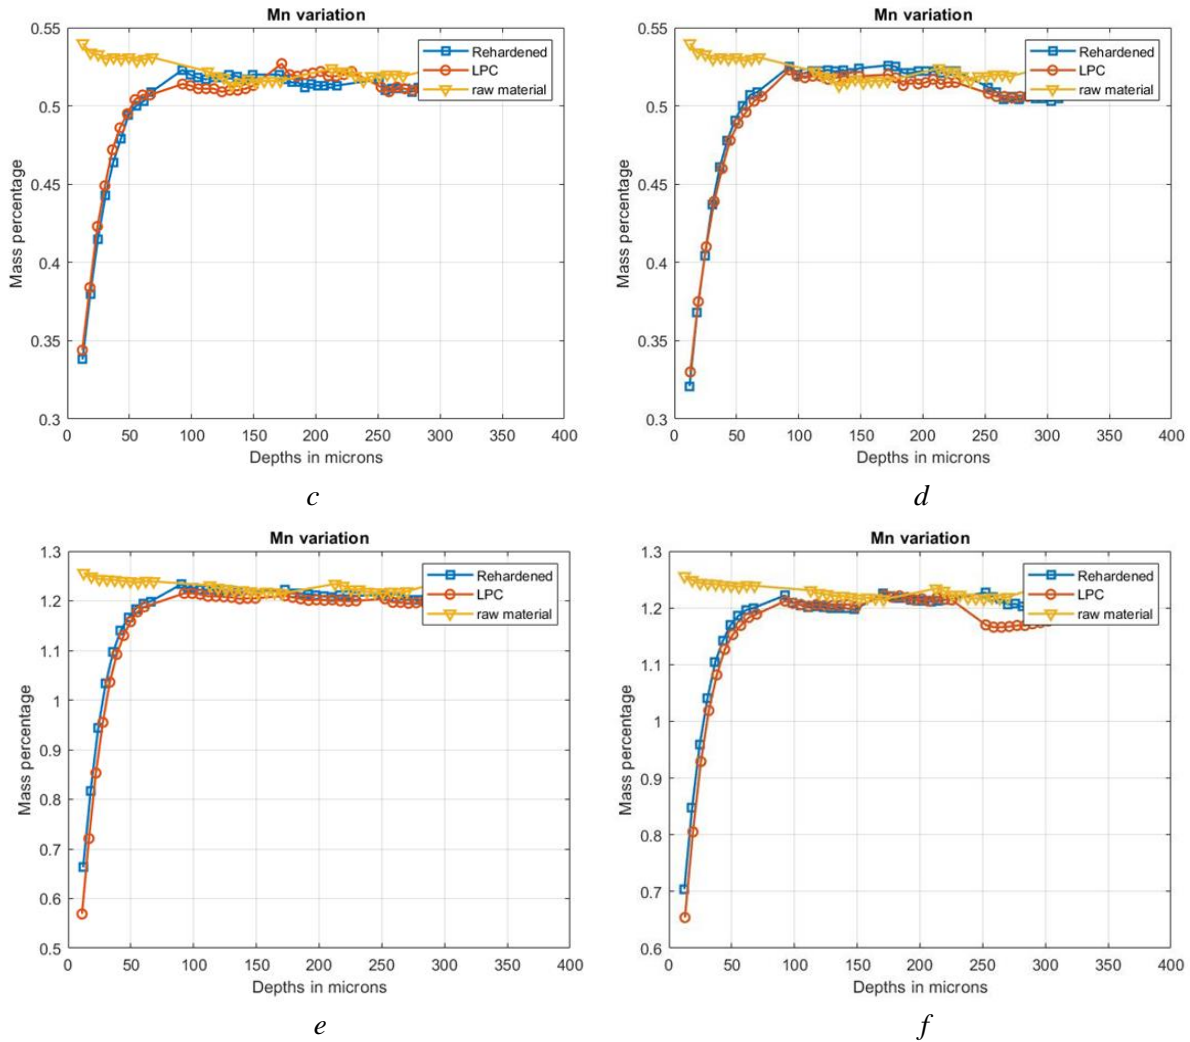 Mn variation
0.55
0.5
0.45
0.4
0.35
0.3
Mass percentage
0 50 100 150 200 250 300 350 400
Depths in microns
Rehardened
LPC
raw material
c
Mn variation
0.55
0.5
0.45
0.4
0.35
0.3
Mass percentage
0 50 100 150 200 250 300 350 400
Depths in microns
Rehardened
LPC
raw material
d
Mn variation
1.3
1.2
1.1
1
0.9
0.8
0.7
0.6
0.5
Mass percentage
0 50 100 150 200 250 300 350 400
Depths in microns
Rehardened
LPC
raw material
e
Mn variation
1.3
1.2
1.1
1
0.9
0.8
0.7
0.6
Mass percentage
0 50 100 150 200 250 300 350 400
Depths in microns
Rehardened
LPC
raw material
f